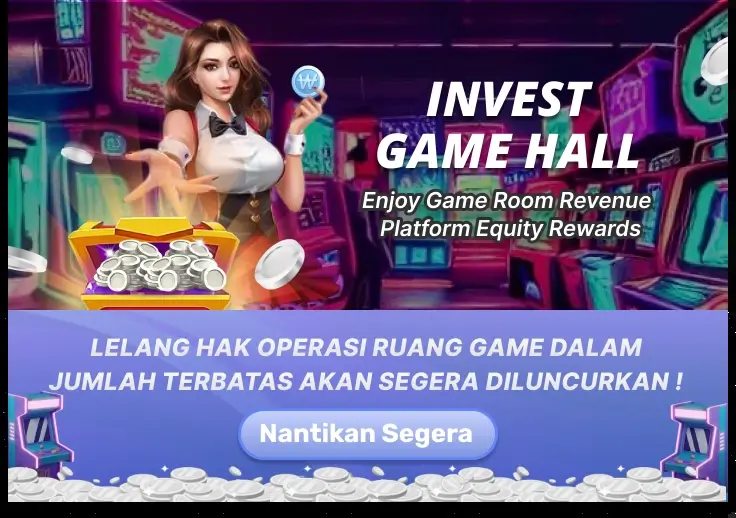 INVEST
GAME HALL
Enjoy Game Room Revenue
Platform Equity Rewards
LELANG HAK OPERASI RUANG GAME DALAM
JUMLAH TERBATAS AKAN SEGERA DILUNCURKAN !
Nantikan Segera